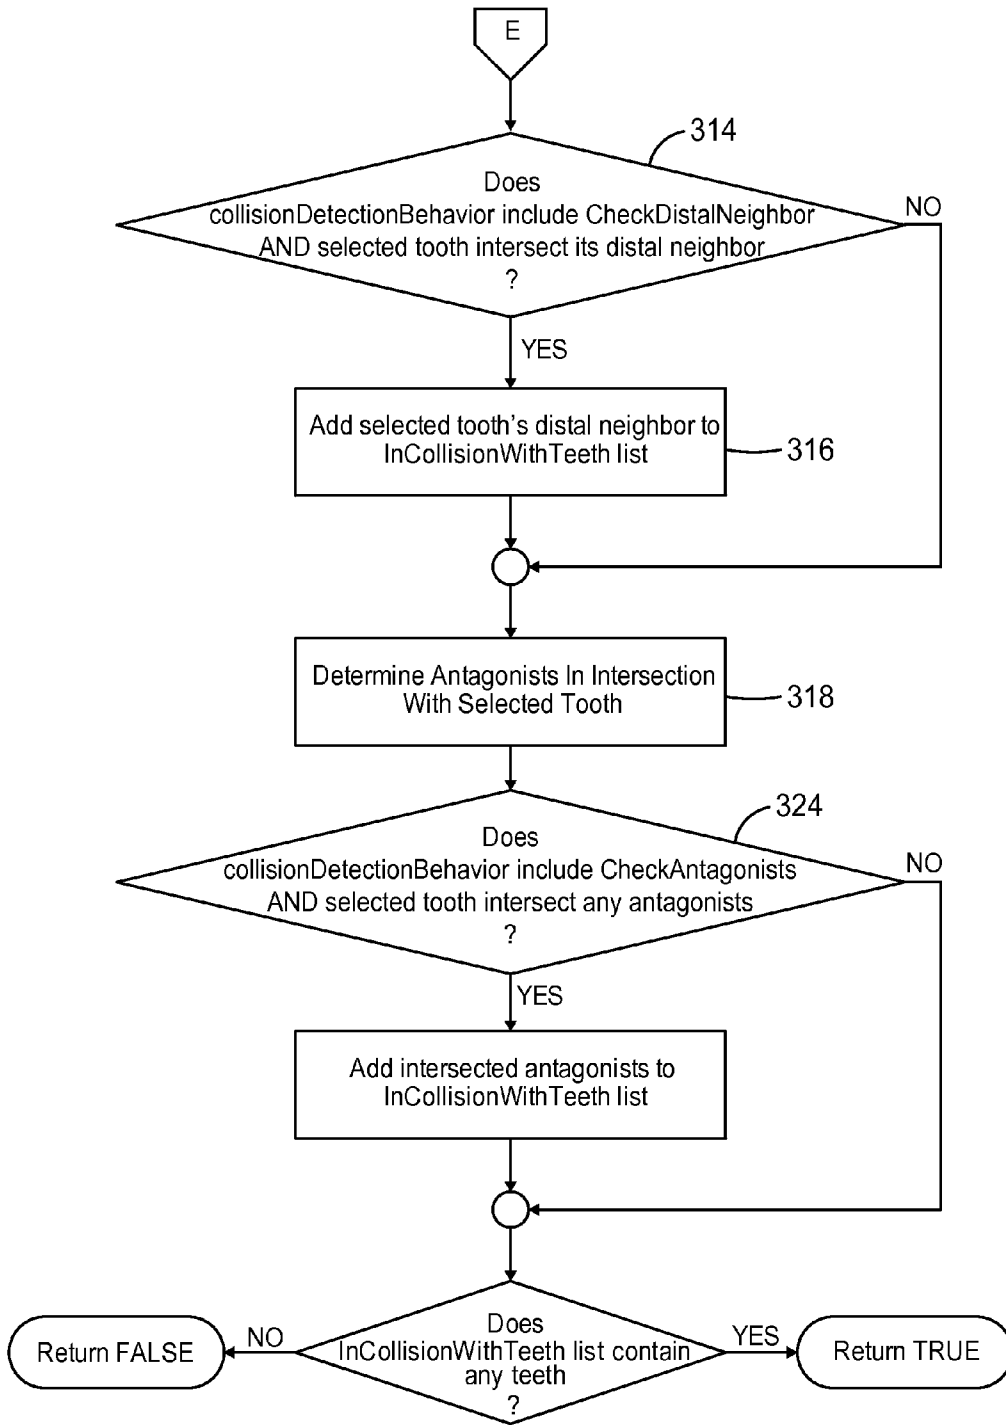 E
314
Does
collisionDetectionBehavior include CheckDistalNeighbor
AND selected tooth intersect its distal neighbor
?
NO
YES
Add selected tooth's distal neighbor to
InCollisionWithTeeth list
316
Determine Antagonists In Intersection
With Selected Tooth
318
324
Does
collisionDetectionBehavior include CheckAntagonists
AND selected tooth intersect any antagonists
?
NO
YES
Add intersected antagonists to
InCollisionWithTeeth list
Does
InCollisionWithTeeth list contain
any teeth
?
NO
Return FALSE
YES
Return TRUE